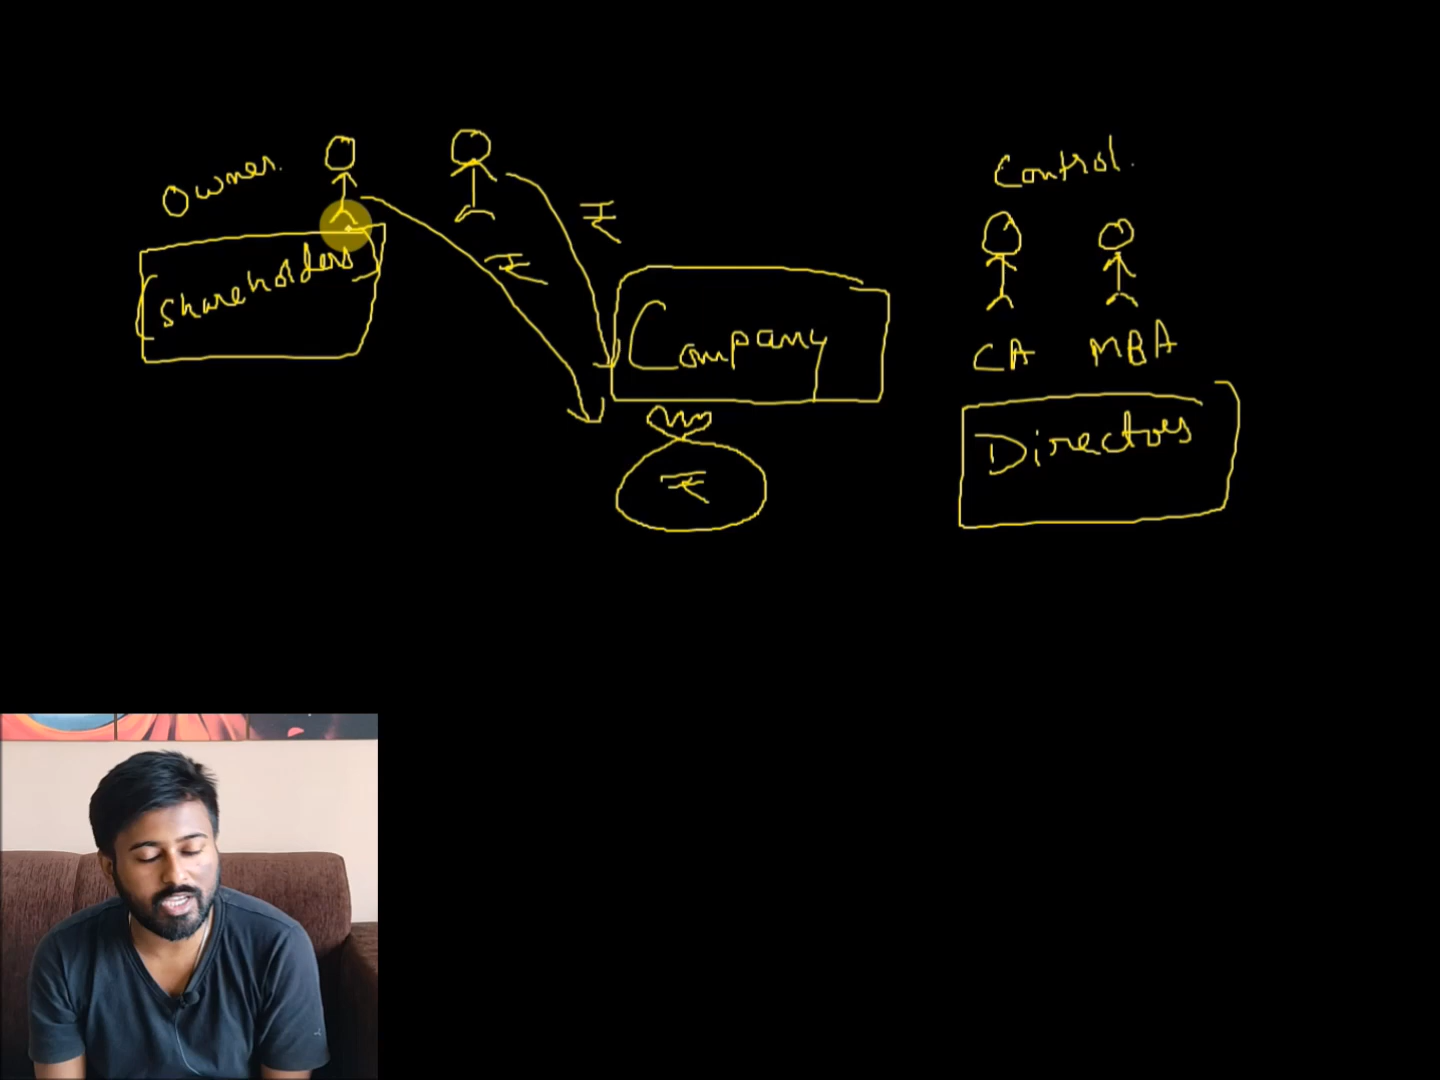 Owner.
Shareholders
₹
₹
Company
₹
Control.
CA MBA
Directors